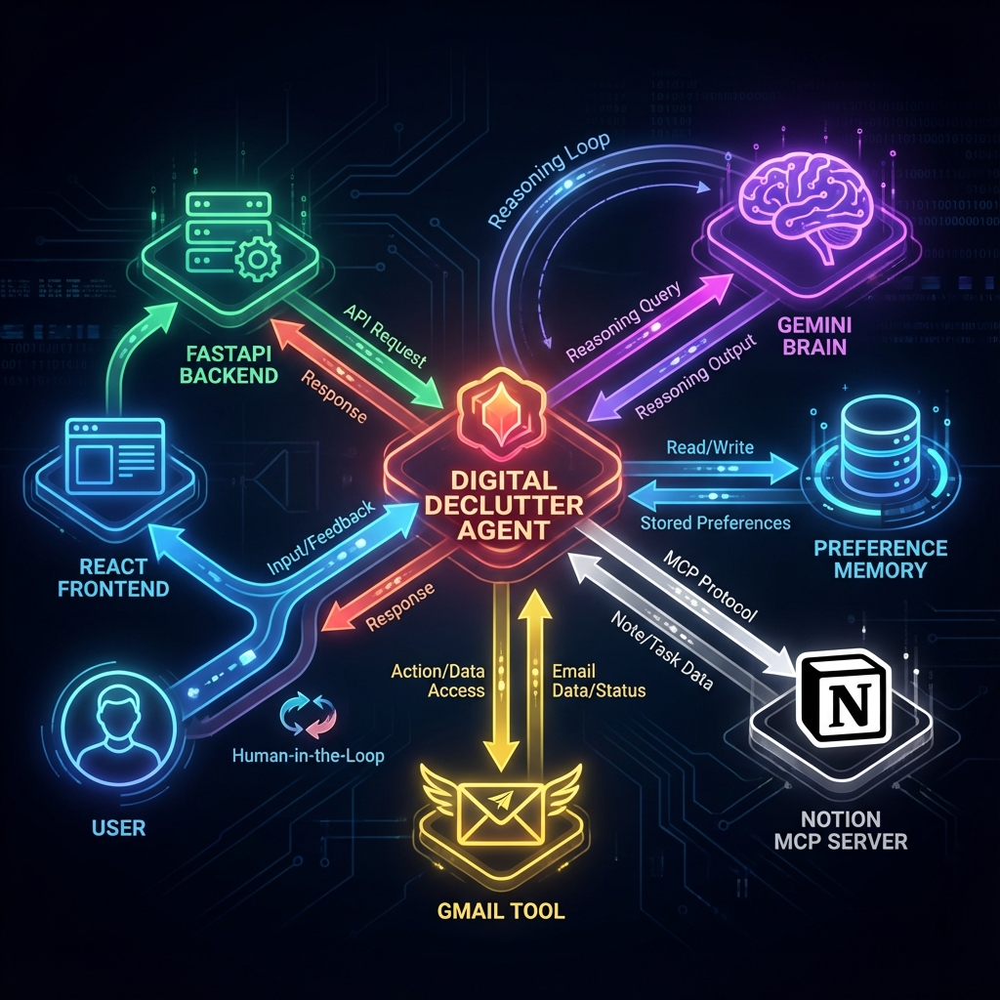 Reasoning Loop
FASTAPI
BACKEND
API Request
Response
Reasoning Query
Reasoning Output
GEMINI
BRAIN
DIGITAL
DECLUTTER
AGENT
Read/Write
Stored Preferences
PREFERENCE
MEMORY
REACT
FRONTEND
Input/Feedback
Response
MCP Protocol
Note/Task Data
Action/Data
Access
Email
Data/Status
N
Human-in-the-Loop
USER
NOTION
MCP SERVER
GMAIL TOOL